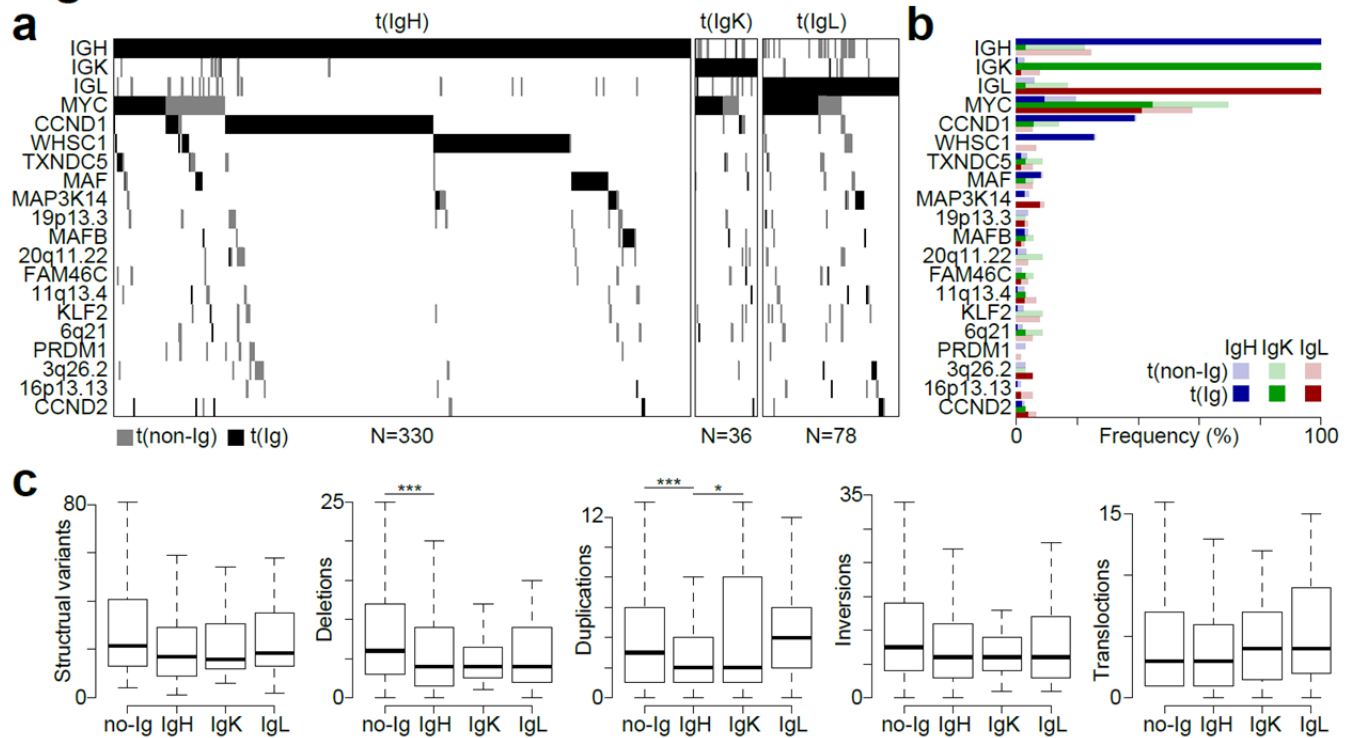 a
t(IgH)
t(IgK)
t(IgL)
IGH
IGK
IGL
MYC
CCND1
WHSC1
TXNDC5
MAF
MAP3K14
19p13.3
MAFB
20q11.22
FAM46C
11q13.4
KLF2
6q21
PRDM1
3q26.2
16p13.13
CCND2
t(non-Ig) t(Ig)
N=330
N=36
N=78
b
IGH
IGK
IGL
MYC
CCND1
WHSC1
TXNDC5
MAF
MAP3K14
19p13.3
MAFB
20q11.22
FAM46C
11q13.4
KLF2
6q21
PRDM1
3q26.2
16p13.13
CCND2
IgH IgK IgL
t(non-Ig)
t(Ig)
0 Frequency (%) 100
c
Structrual variants
80
0
no-Ig IgH IgK IgL
Deletions
25
0
***
no-Ig IgH IgK IgL
Duplications
12
0
*** *
no-Ig IgH IgK IgL
Inversions
35
0
no-Ig IgH IgK IgL
Transloctions
15
0
no-Ig IgH IgK IgL